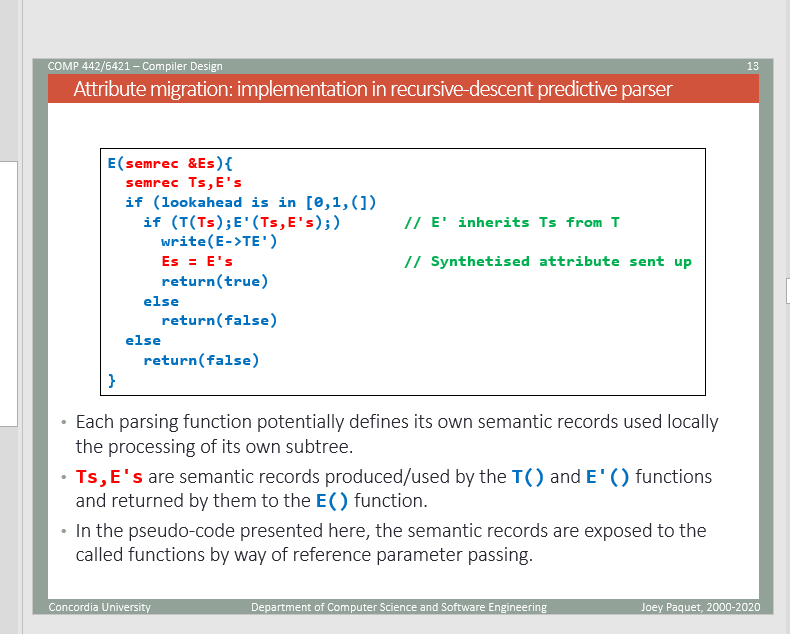 COMP 442/6421 – Compiler Design 13
Attribute migration: implementation in recursive-descent predictive parser
E(semrec &Es){
semrec Ts,E's
if (lookahead is in [0,1,(])
if (T(Ts);E'(Ts,E's);) // E' inherits Ts from T
write(E->TE')
Es = E's // Synthetised attribute sent up
return(true)
else
return(false)
else
return(false)
}
• Each parsing function potentially defines its own semantic records used locally
the processing of its own subtree.
• Ts,E's are semantic records produced/used by the T() and E'() functions
and returned by them to the E() function.
• In the pseudo-code presented here, the semantic records are exposed to the
called functions by way of reference parameter passing.
Concordia University Department of Computer Science and Software Engineering Joey Paquet, 2000-2020